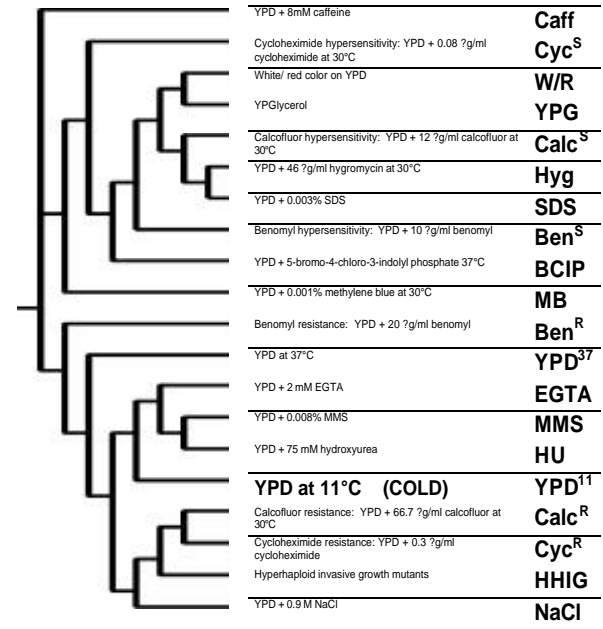 YPD + 8mM caffeine Caff
Cycloheximide hypersensitivity: YPD + 0.08 ?g/ml
cycloheximide at 30°C Cyc^S
White/ red color on YPD W/R
YPGlycerol YPG
Calcofluor hypersensitivity: YPD + 12 ?g/ml calcofluor at
30°C Calc^S
YPD + 46 ?g/ml hygromycin at 30°C Hyg
YPD + 0.003% SDS SDS
Benomyl hypersensitivity: YPD + 10 ?g/ml benomyl Ben^S
YPD + 5-bromo-4-chloro-3-indolyl phosphate 37°C BCIP
YPD + 0.001% methylene blue at 30°C MB
Benomyl resistance: YPD + 20 ?g/ml benomyl Ben^R
YPD at 37°C YPD^37
YPD + 2 mM EGTA EGTA
YPD + 0.008% MMS MMS
YPD + 75 mM hydroxyurea HU
YPD at 11°C (COLD) YPD^11
Calcofluor resistance: YPD + 66.7 ?g/ml calcofluor at
30°C Calc^R
Cycloheximide resistance: YPD + 0.3 ?g/ml
cycloheximide Cyc^R
Hyperhaploid invasive growth mutants HHIG
YPD + 0.9 M NaCl NaCl